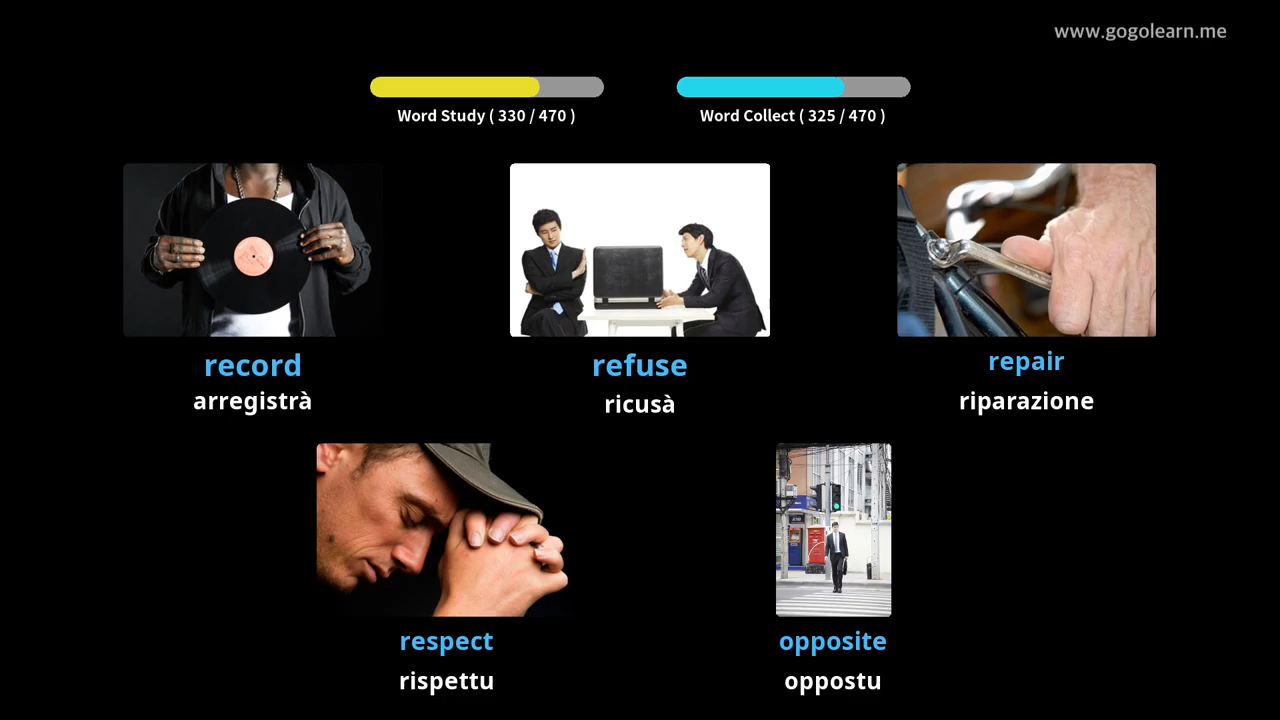 www.gogolearn.me
Word Study ( 330 / 470 )
Word Collect ( 325 / 470 )
record
arregistrà
refuse
ricusà
repair
riparazione
respect
rispettu
opposite
oppostu